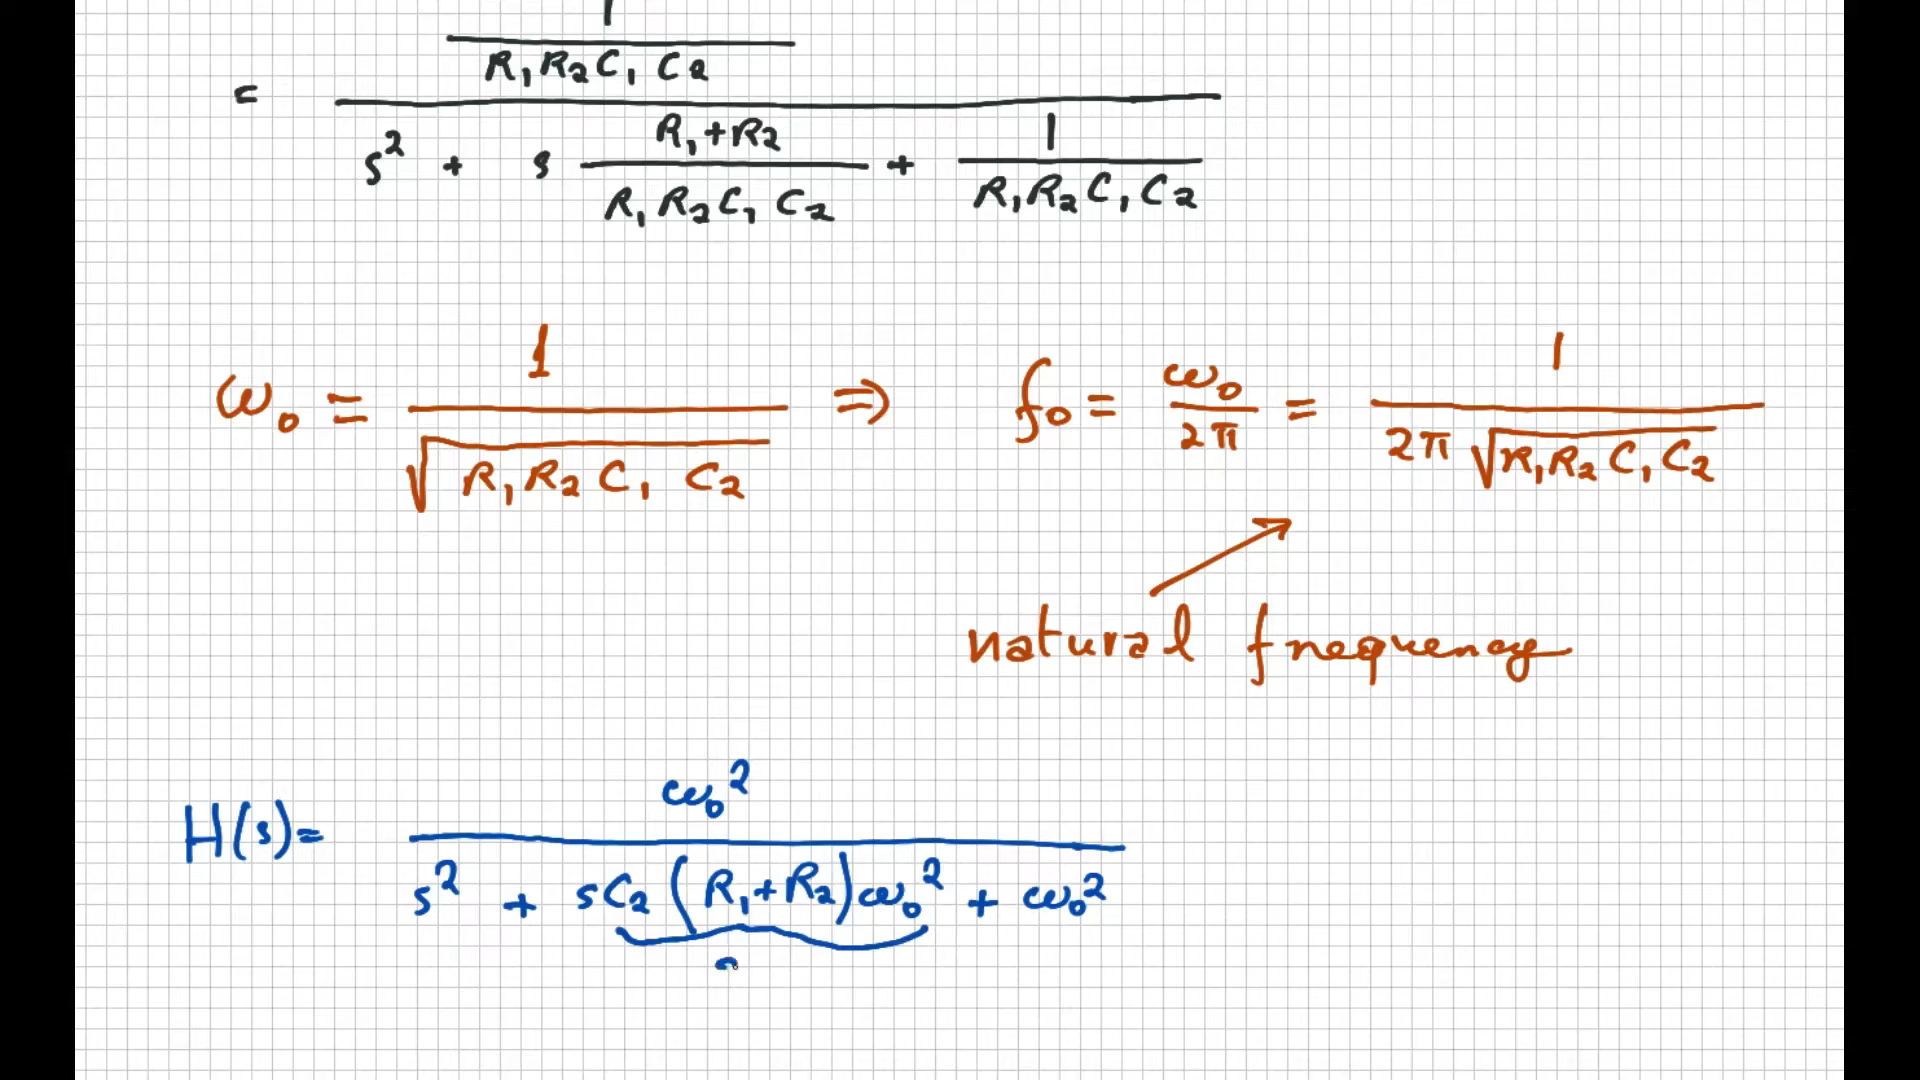 = 1/(R₁R₂C₁C₂) / (s² + s (R₁+R₂)/(R₁R₂C₁C₂) + 1/(R₁R₂C₁C₂))
ω₀ = 1/√(R₁R₂C₁C₂) ⇒ f₀ = ω₀/2π = 1/(2π√(R₁R₂C₁C₂))
natural frequency
H(s) = ω₀² / (s² + sC₂(R₁+R₂)ω₀² + ω₀²)